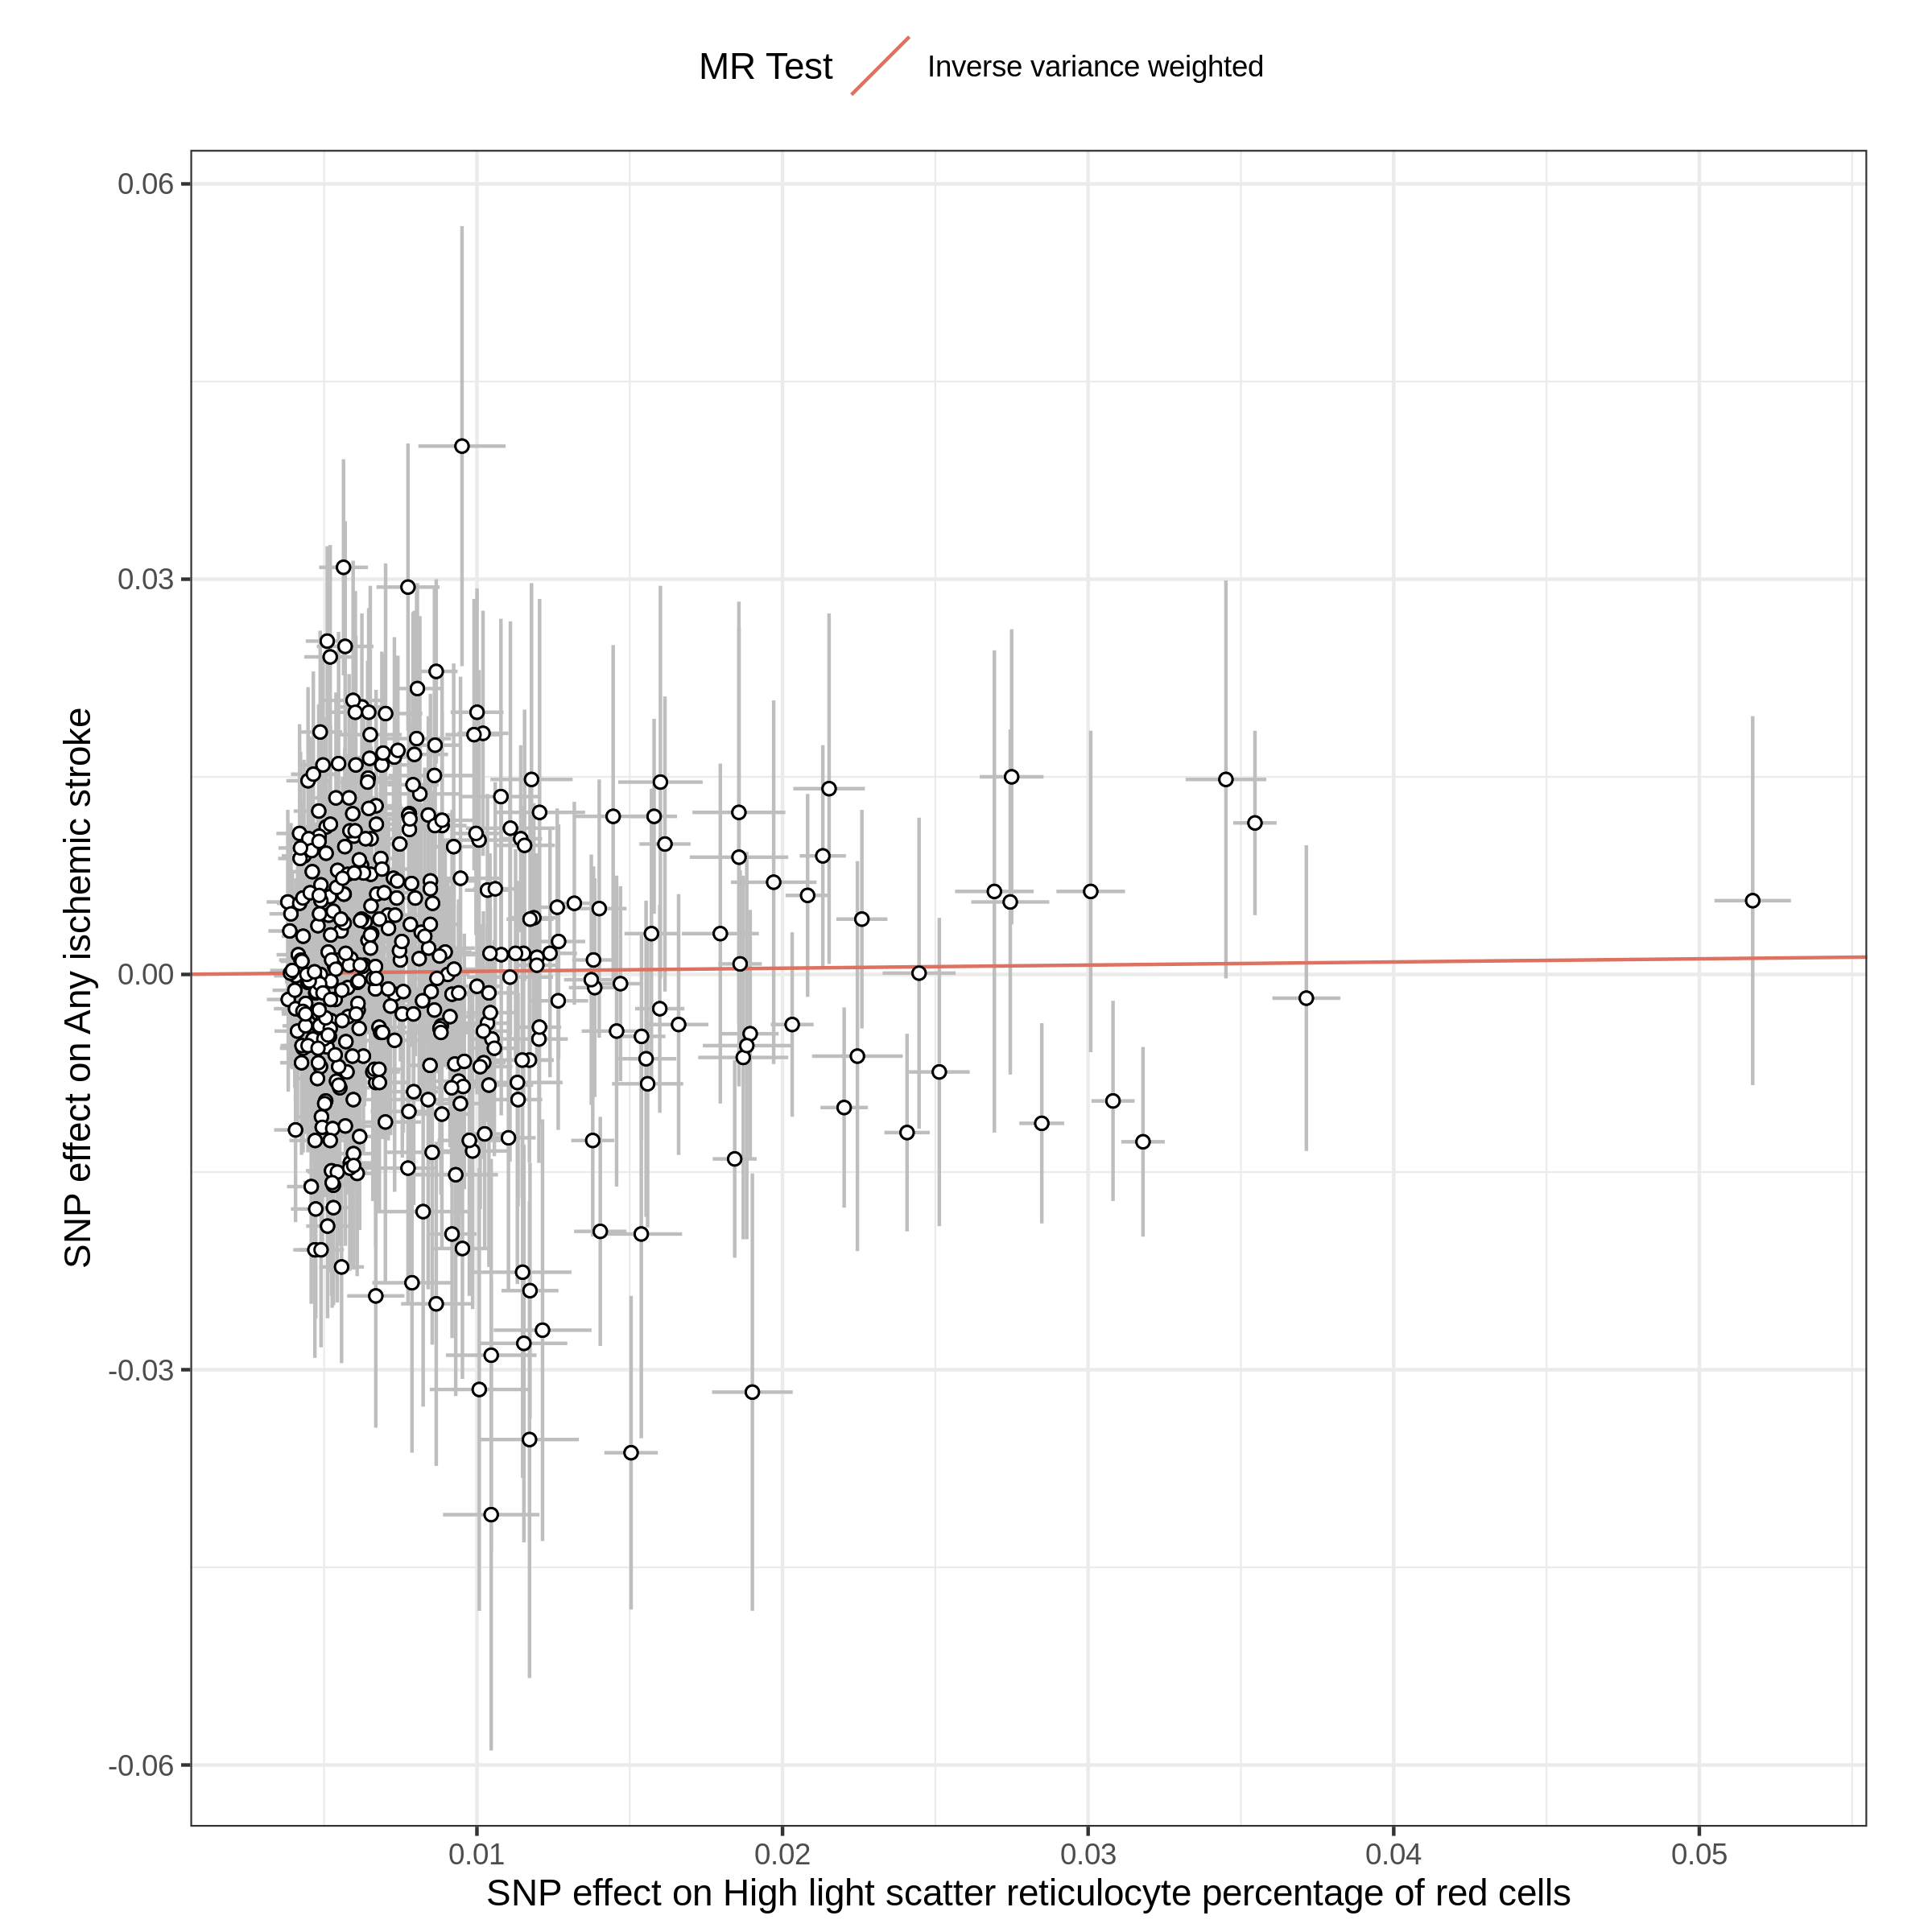 MR Test
Inverse variance weighted
0.06
0.03
0.00
-0.03
-0.06
SNP effect on Any ischemic stroke
0.01
0.02
0.03
0.04
0.05
SNP effect on High light scatter reticulocyte percentage of red cells